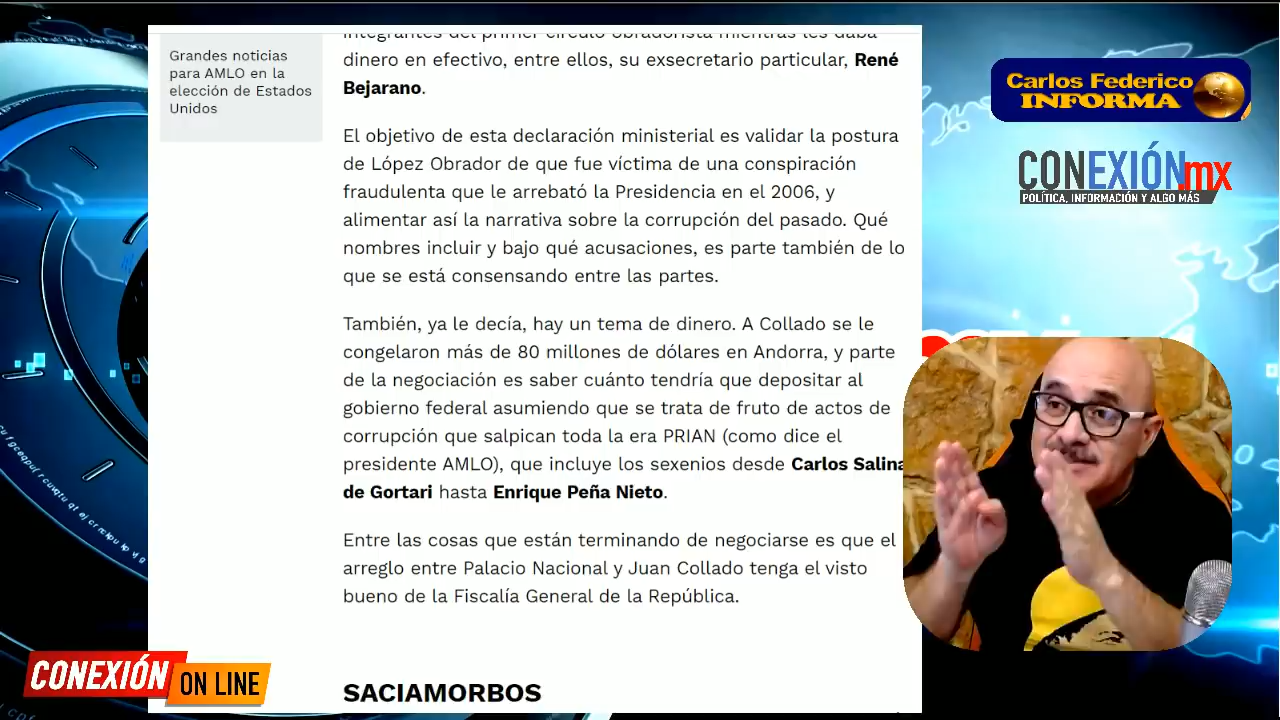 Grandes noticias
para AMLO en la
elección de Estados
Unidos
integrantes del primer círculo obradorista mientras les daba
dinero en efectivo, entre ellos, su exsecretario particular, René
Bejarano.
El objetivo de esta declaración ministerial es validar la postura
de López Obrador de que fue víctima de una conspiración
fraudulenta que le arrebató la Presidencia en el 2006, y
alimentar así la narrativa sobre la corrupción del pasado. Qué
nombres incluir y bajo qué acusaciones, es parte también de lo
que se está consensando entre las partes.
También, ya le decía, hay un tema de dinero. A Collado se le
congelaron más de 80 millones de dólares en Andorra, y parte
de la negociación es saber cuánto tendría que depositar al
gobierno federal asumiendo que se trata de fruto de actos de
corrupción que salpican toda la era PRIAN (como dice el
presidente AMLO), que incluye los sexenios desde Carlos Salina
de Gortari hasta Enrique Peña Nieto.
Entre las cosas que están terminando de negociarse es que el
arreglo entre Palacio Nacional y Juan Collado tenga el visto
bueno de la Fiscalía General de la República.
SACIAMORBOS
Carlos Federico
INFORMA
CONEXIÓN.mx
POLÍTICA, INFORMACIÓN Y ALGO MÁS
CONEXIÓN
ON LINE